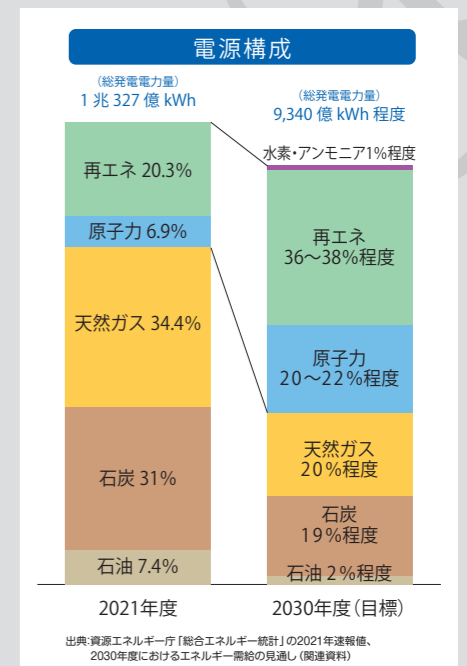 電源構成
(総発電電力量)
1兆327億kWh
(総発電電力量)
9,340億kWh程度
水素・アンモニア1%程度
再エネ 20.3%
原子力 6.9%
天然ガス 34.4%
石炭 31%
石油 7.4%
再エネ
36〜38%程度
原子力
20〜22%程度
天然ガス
20%程度
石炭
19%程度
石油 2%程度
2021年度
2030年度(目標)
出典:資源エネルギー庁「総合エネルギー統計」の2021年速報値、
2030年度におけるエネルギー需給の見通し(関連資料)